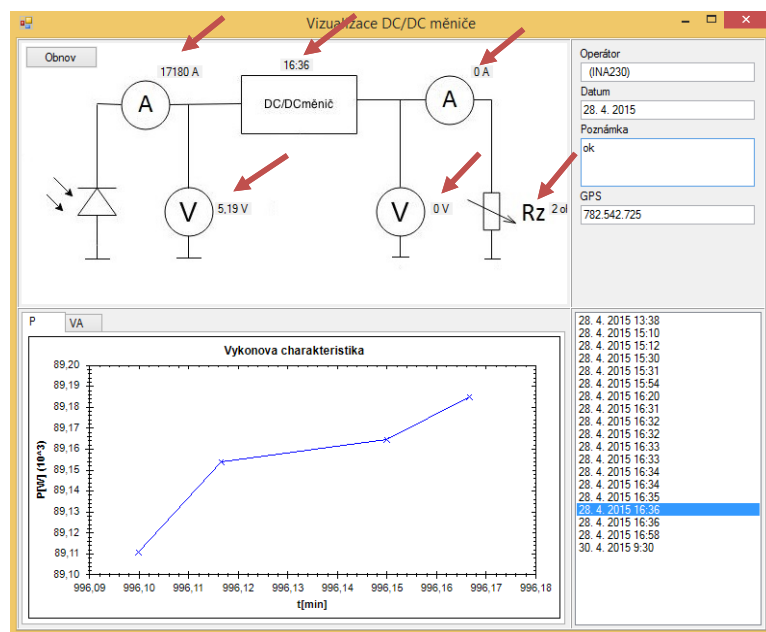 Vizualizace DC/DC měniče
Obnov
17180 A
16:36
0 A
A
DC/DCměnič
A
V
5,19 V
V
0 V
Rz
2 ol
Operátor
(INA230)
Datum
28. 4. 2015
Poznámka
ok
GPS
782.542.725
P
VA
Vykonova charakteristika
P[W] (10^3)
89,20
89,19
89,18
89,17
89,16
89,15
89,14
89,13
89,12
89,11
89,10
996,09
996,10
996,11
996,12
996,13
996,14
996,15
996,16
996,17
996,18
t[min]
28. 4. 2015 13:38
28. 4. 2015 15:10
28. 4. 2015 15:12
28. 4. 2015 15:30
28. 4. 2015 15:31
28. 4. 2015 15:54
28. 4. 2015 16:20
28. 4. 2015 16:31
28. 4. 2015 16:32
28. 4. 2015 16:32
28. 4. 2015 16:33
28. 4. 2015 16:33
28. 4. 2015 16:34
28. 4. 2015 16:34
28. 4. 2015 16:35
28. 4. 2015 16:36
28. 4. 2015 16:36
28. 4. 2015 16:58
30. 4. 2015 9:30